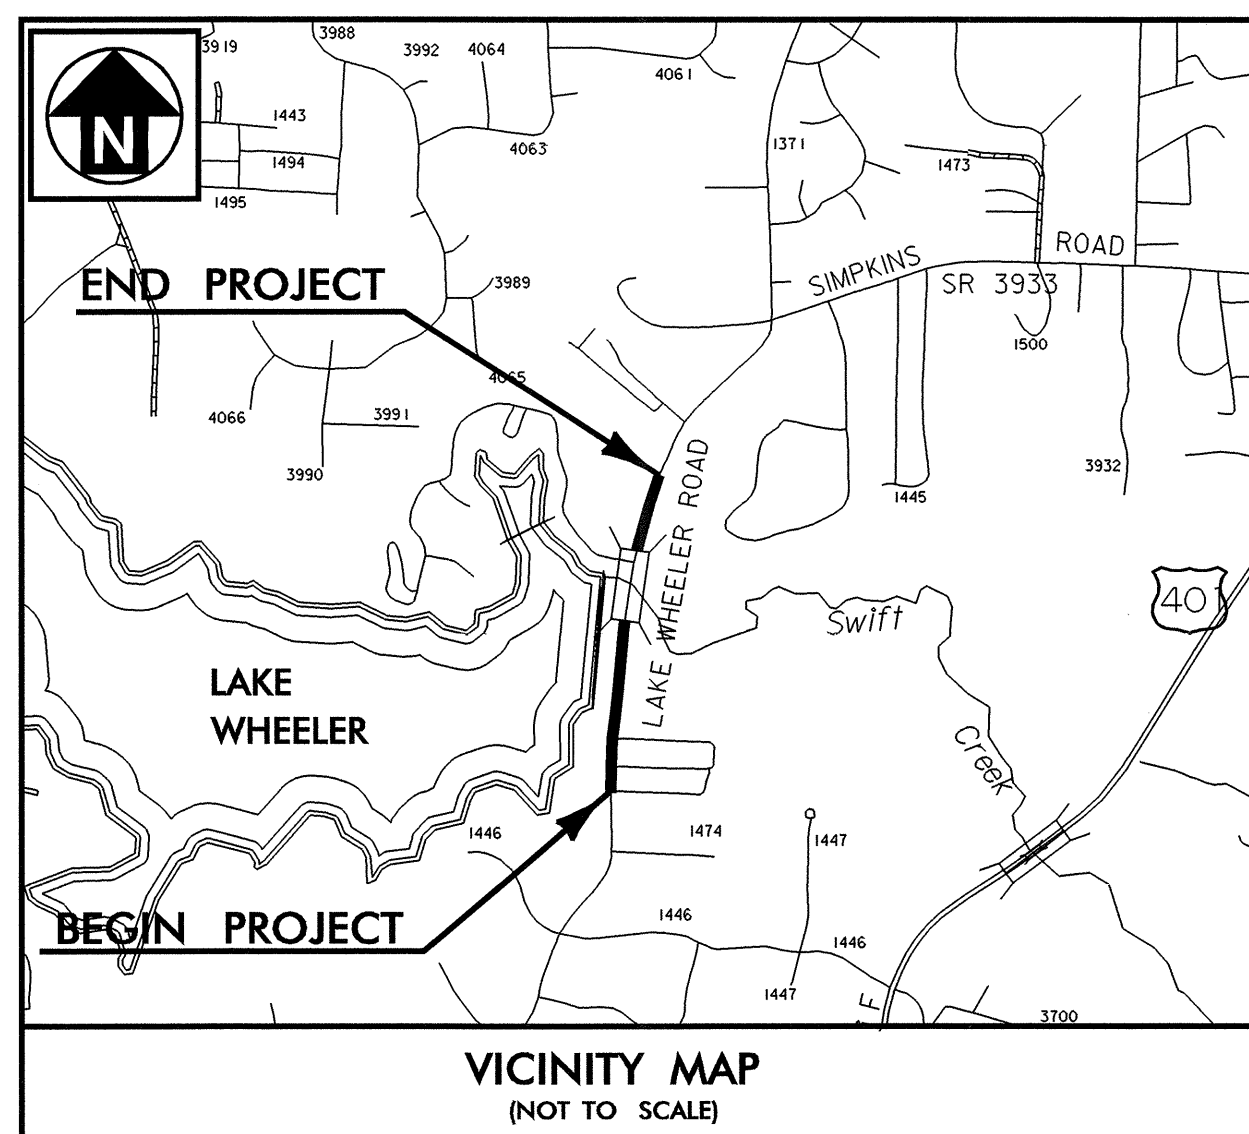 3919
3988
3992
4064
4061
N
1443
1494
1495
4063
1371
1473
ROAD
SIMPKINS
SR 3933
END PROJECT
3989
1500
4065
4066
3991
3990
3932
1445
LAKE WHEELER ROAD
401
Swift
LAKE
WHEELER
Creek
1446
1474
1447
BEGIN PROJECT
1446
1446
1447
F
3700
VICINITY MAP
(NOT TO SCALE)